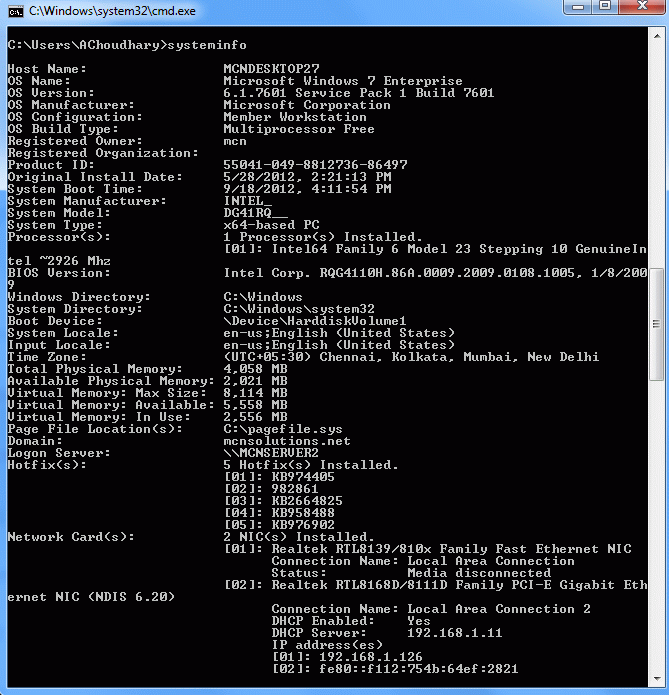 C:\Windows\system32\cmd.exe
C:\Users\AChoudhary>systeminfo
Host Name: MCNDESKTOP27
OS Name: Microsoft Windows 7 Enterprise
OS Version: 6.1.7601 Service Pack 1 Build 7601
OS Manufacturer: Microsoft Corporation
OS Configuration: Member Workstation
OS Build Type: Multiprocessor Free
Registered Owner: mcn
Registered Organization:
Product ID: 55041-049-8812736-86497
Original Install Date: 5/28/2012, 2:21:13 PM
System Boot Time: 9/18/2012, 4:11:54 PM
System Manufacturer: INTEL_
System Model: DG41RQ__
System Type: x64-based PC
Processor(s): 1 Processor(s) Installed.
[01]: Intel64 Family 6 Model 23 Stepping 10 GenuineIn
tel ~2926 Mhz
BIOS Version: Intel Corp. RQG4110H.86A.0009.2009.0108.1005, 1/8/200
9
Windows Directory: C:\Windows
System Directory: C:\Windows\system32
Boot Device: \Device\HarddiskVolume1
System Locale: en-us;English (United States)
Input Locale: en-us;English (United States)
Time Zone: (UTC+05:30) Chennai, Kolkata, Mumbai, New Delhi
Total Physical Memory: 4,058 MB
Available Physical Memory: 2,021 MB
Virtual Memory: Max Size: 8,114 MB
Virtual Memory: Available: 5,558 MB
Virtual Memory: In Use: 2,556 MB
Page File Location(s): C:\pagefile.sys
Domain: mcnsolutions.net
Logon Server: \\MCNSERVER2
Hotfix(s): 5 Hotfix(s) Installed.
[01]: KB974405
[02]: 982861
[03]: KB2664825
[04]: KB958488
[05]: KB976902
Network Card(s): 2 NIC(s) Installed.
[01]: Realtek RTL8139/810x Family Fast Ethernet NIC
Connection Name: Local Area Connection
Status: Media disconnected
[02]: Realtek RTL8168D/8111D Family PCI-E Gigabit Eth
ernet NIC (NDIS 6.20)
Connection Name: Local Area Connection 2
DHCP Enabled: Yes
DHCP Server: 192.168.1.11
IP address(es)
[01]: 192.168.1.126
[02]: fe80::f112:754b:64ef:2821